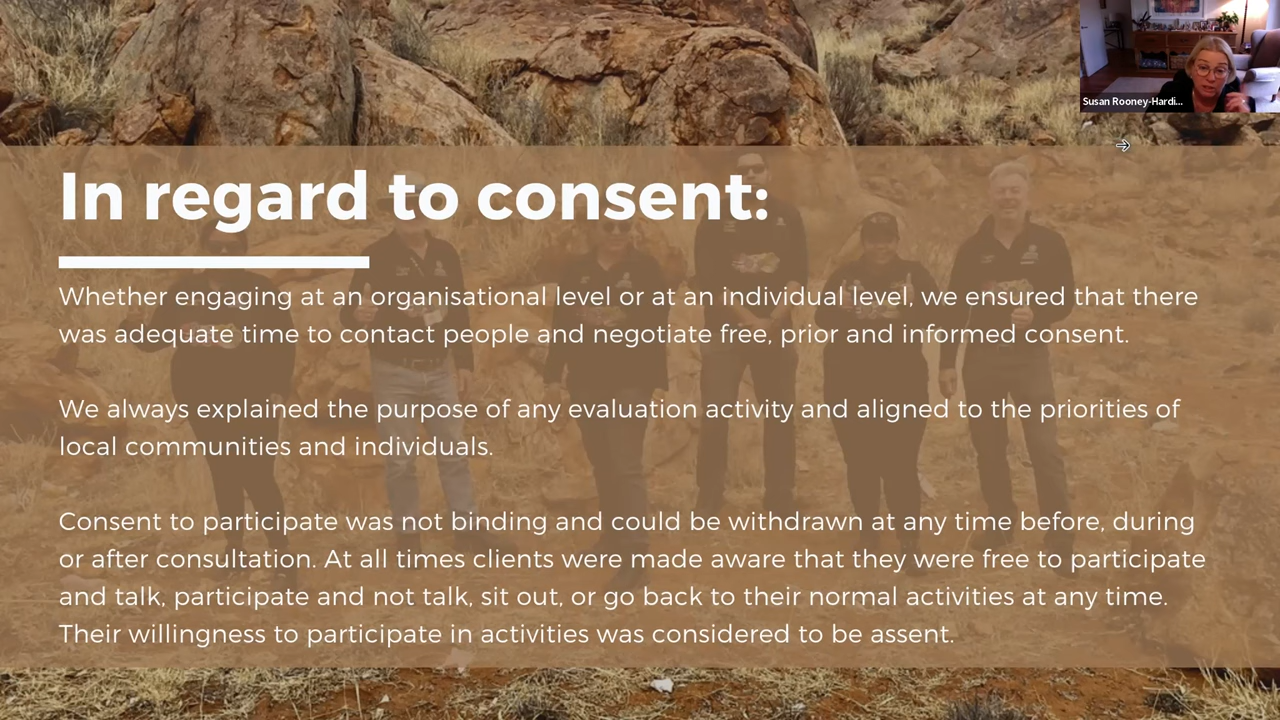 Susan Rooney-Hardi...
In regard to consent:
Whether engaging at an organisational level or at an individual level, we ensured that there
was adequate time to contact people and negotiate free, prior and informed consent.
We always explained the purpose of any evaluation activity and aligned to the priorities of
local communities and individuals.
Consent to participate was not binding and could be withdrawn at any time before, during
or after consultation. At all times clients were made aware that they were free to participate
and talk, participate and not talk, sit out, or go back to their normal activities at any time.
Their willingness to participate in activities was considered to be assent.